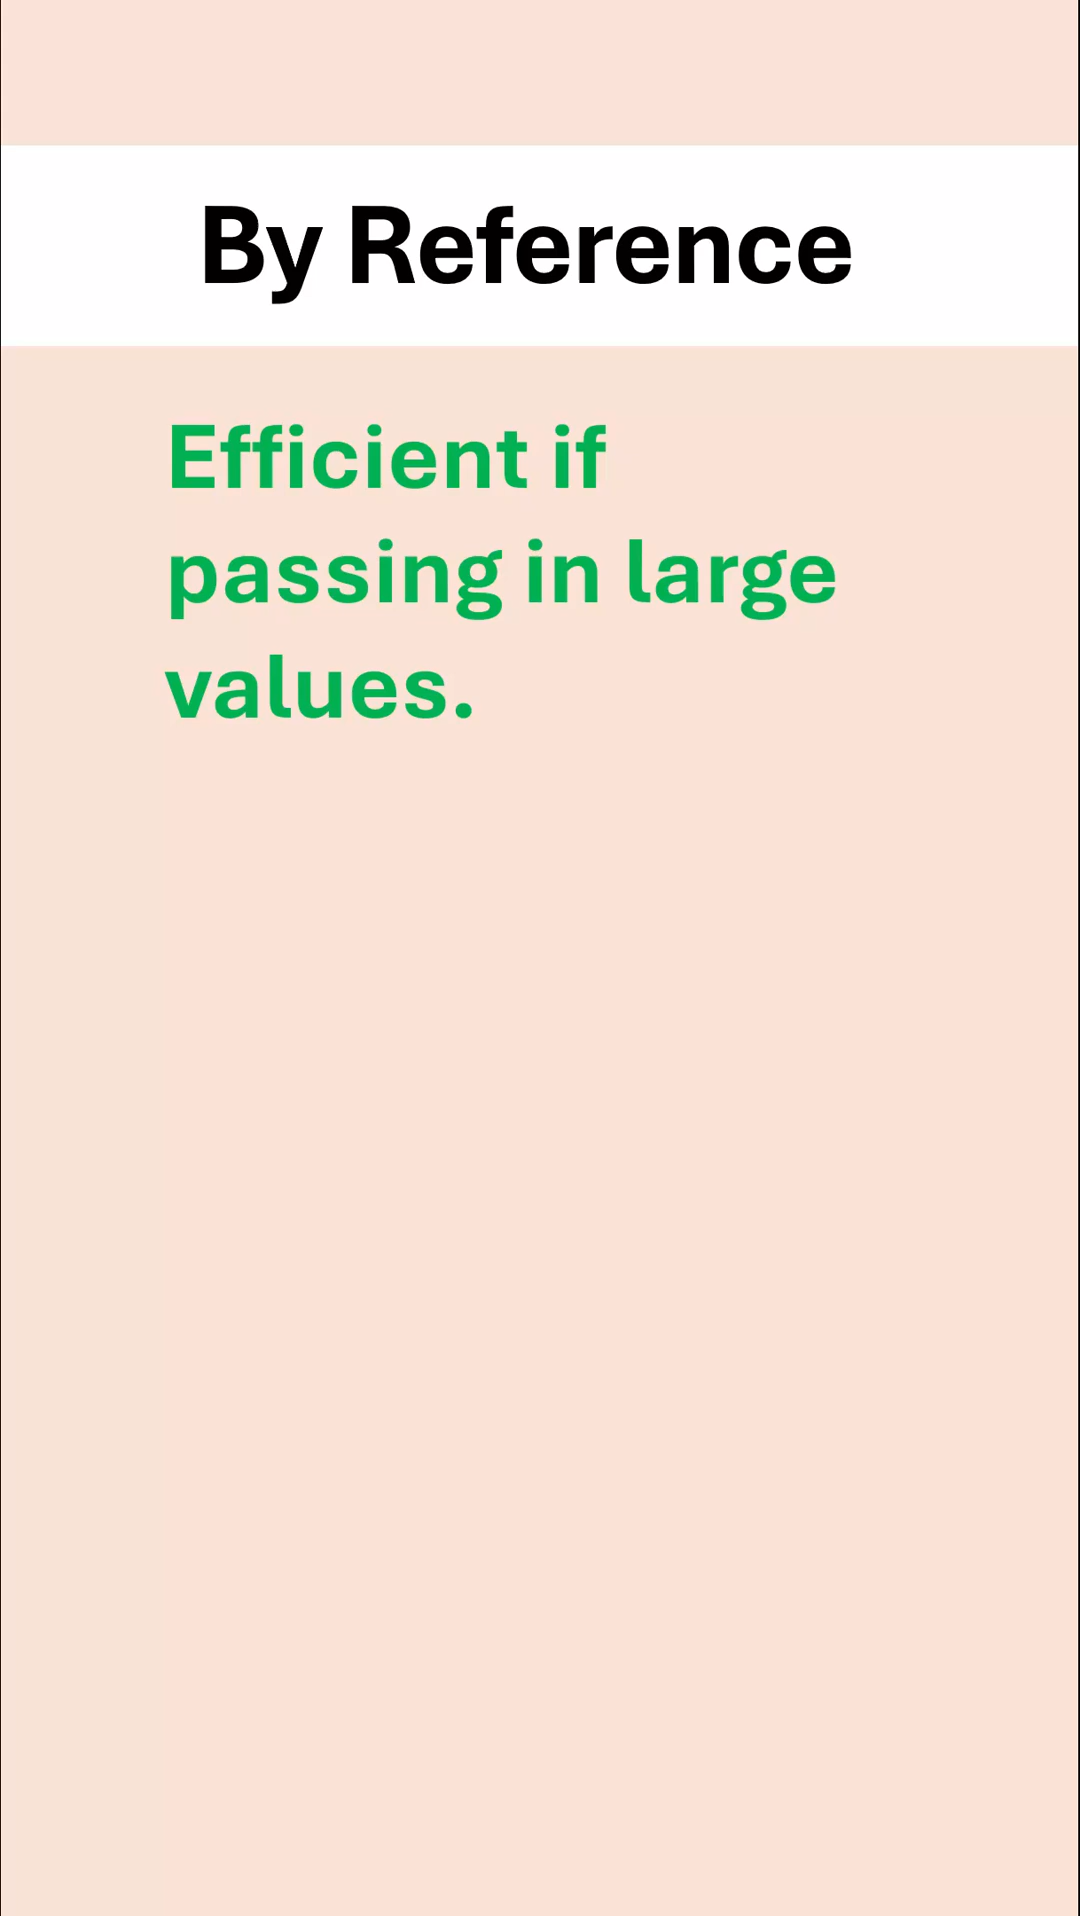 By Reference
Efficient if
passing in large
values.